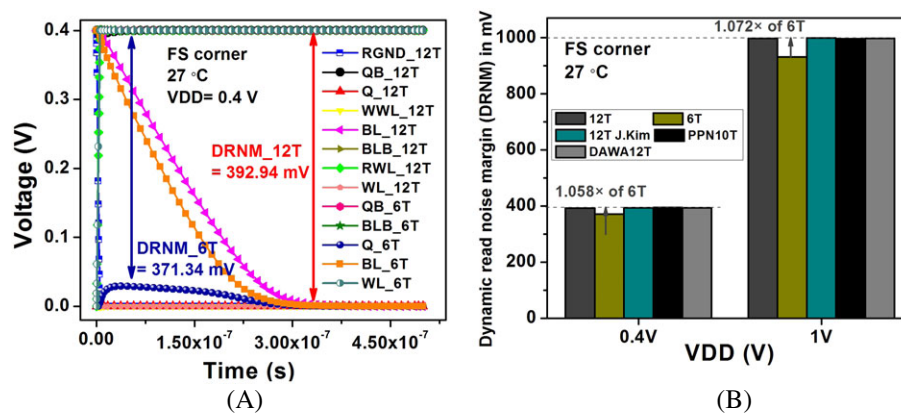 FS corner
27 °C
VDD= 0.4 V
RGND_12T
QB_12T
Q_12T
WWL_12T
BL_12T
BLB_12T
RWL_12T
WL_12T
QB_6T
BLB_6T
Q_6T
BL_6T
WL_6T
DRNM_12T
= 392.94 mV
DRNM_6T
= 371.34 mV
0.4
0.3
0.2
0.1
0.0
Voltage (V)
0.00
1.50x10⁻⁷
3.00x10⁻⁷
4.50x10⁻⁷
Time (s)
(A)
Dynamic read noise margin (DRNM) in mV
1000
800
600
400
200
0
FS corner
27 °C
1.072× of 6T
12T
6T
12T J.Kim
PPN10T
DAWA12T
1.058× of 6T
0.4V
1V
VDD (V)
(B)